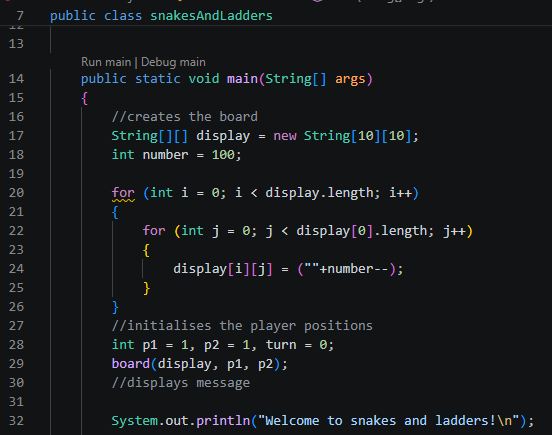 7 public class snakesAndLadders
13
Run main | Debug main
14 public static void main(String[] args)
15 {
16 //creates the board
17 String[][] display = new String[10][10];
18 int number = 100;
19
20 for (int i = 0; i < display.length; i++)
21 {
22 for (int j = 0; j < display[0].length; j++)
23 {
24 display[i][j] = (""+number--);
25 }
26 }
27 //initialises the player positions
28 int p1 = 1, p2 = 1, turn = 0;
29 board(display, p1, p2);
30 //displays message
31
32 System.out.println("Welcome to snakes and ladders!\n");